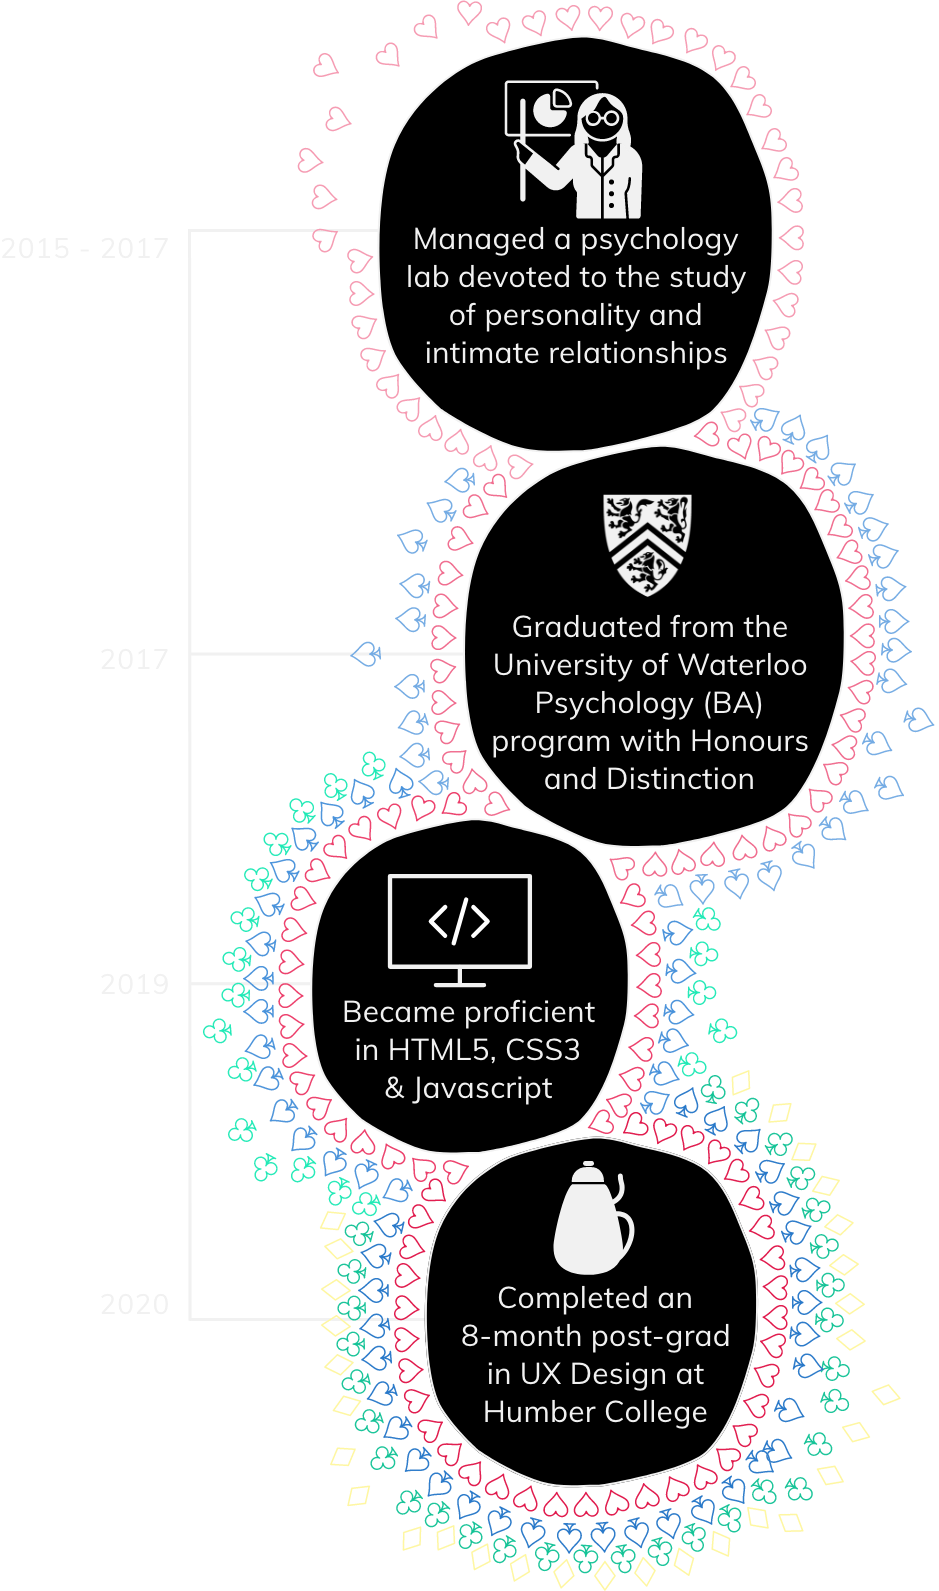 2015 - 2017
Managed a psychology
lab devoted to the study
of personality and
intimate relationships
2017
Graduated from the
University of Waterloo
Psychology (BA)
program with Honours
and Distinction
2019
Became proficient
in HTML5, CSS3
& Javascript
2020
Completed an
8-month post-grad
in UX Design at
Humber College